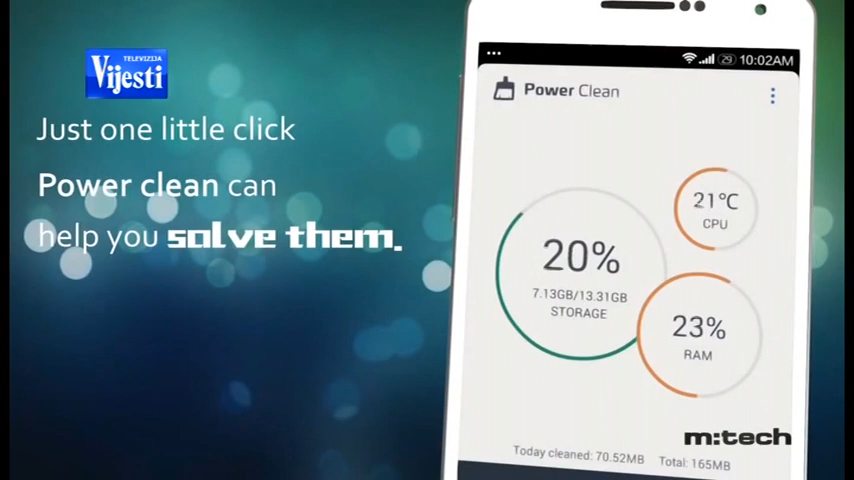 TELEVIZIJA
Vijesti
Just one little click
Power clean can
help you solve them.
29 10:02AM
Power Clean
21°C
CPU
20%
7.13GB/13.31GB
STORAGE
23%
RAM
m:tech
Today cleaned: 70.52MB Total: 165MB